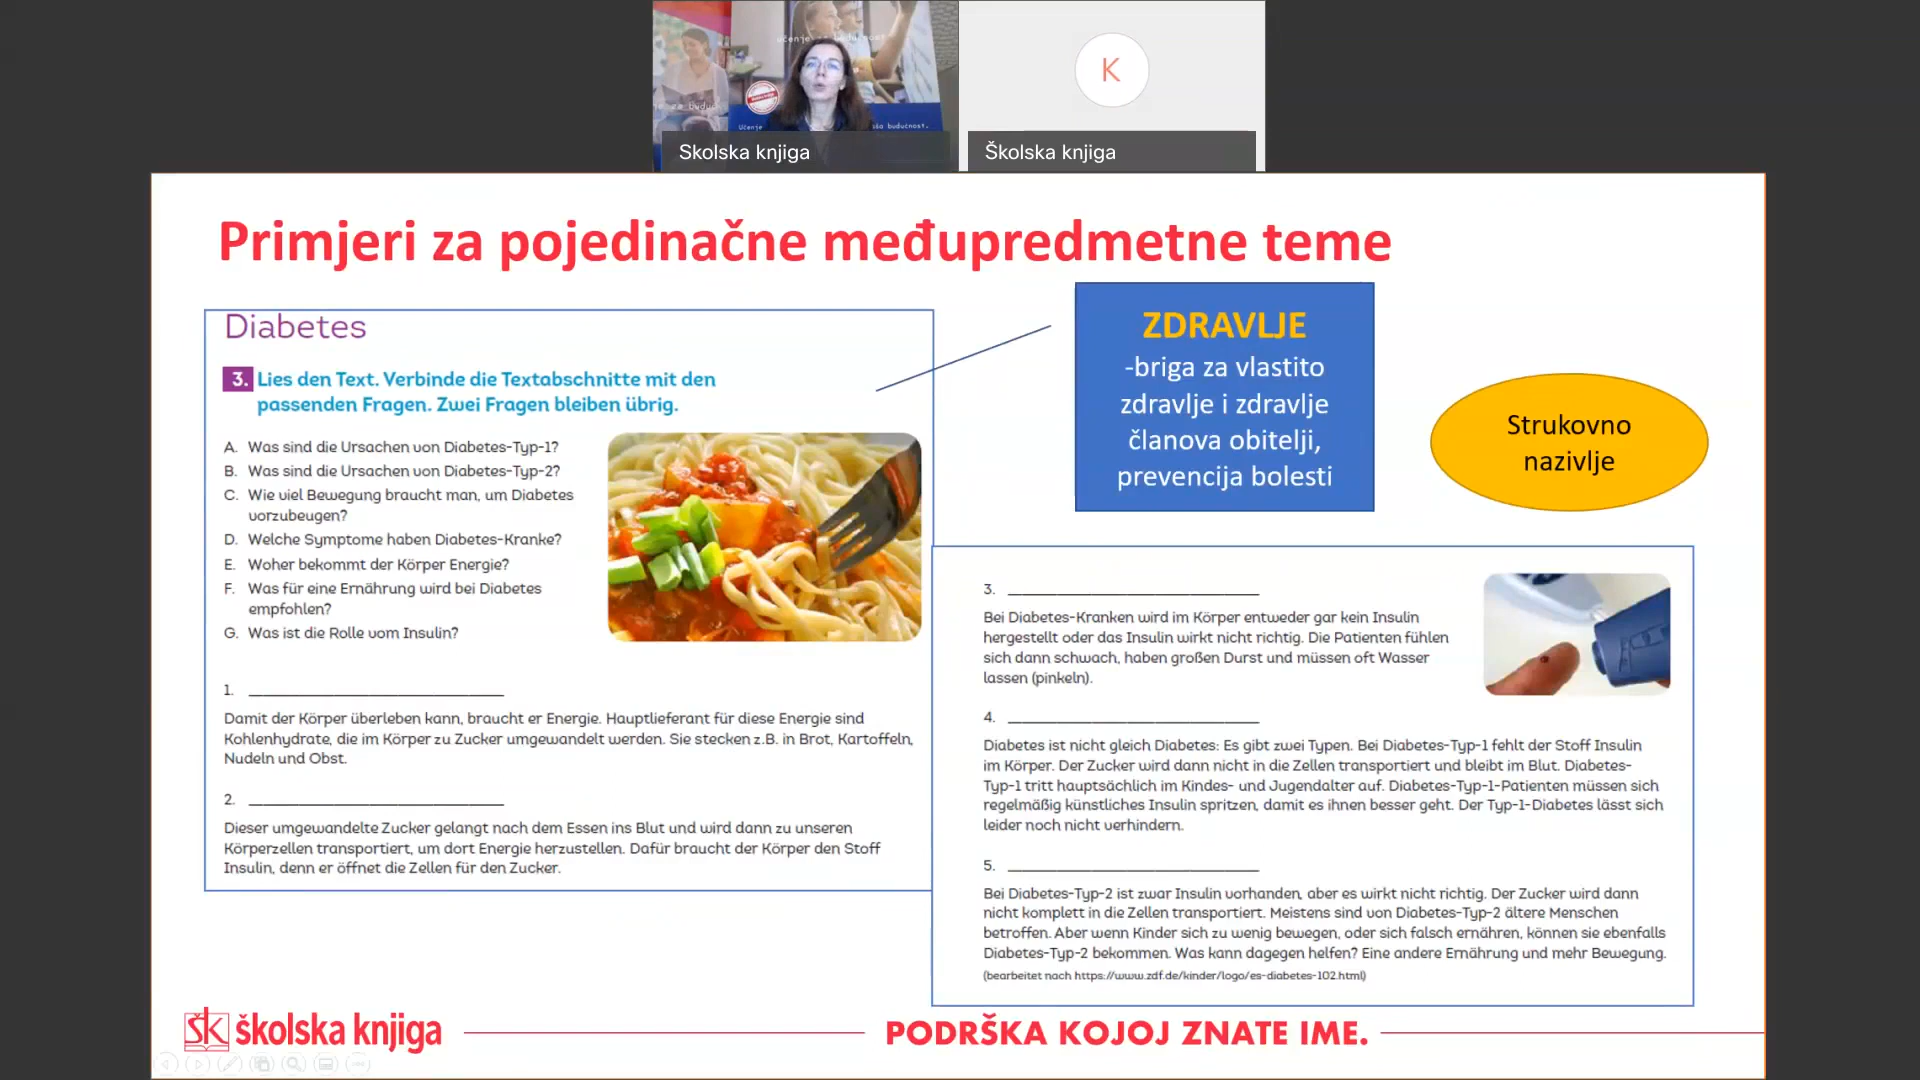 učenje za budućnost
Učenje
Skolska knjiga
K
Školska knjiga
Primjeri za pojedinačne međupredmetne teme
Diabetes
3. Lies den Text. Verbinde die Textabschnitte mit den
passenden Fragen. Zwei Fragen bleiben übrig.
A. Was sind die Ursachen von Diabetes-Typ-1?
B. Was sind die Ursachen von Diabetes-Typ-2?
C. Wie viel Bewegung braucht man, um Diabetes
vorzubeugen?
D. Welche Symptome haben Diabetes-Kranke?
E. Woher bekommt der Körper Energie?
F. Was für eine Ernährung wird bei Diabetes
empfohlen?
G. Was ist die Rolle vom Insulin?
1. ______________________________
Damit der Körper überleben kann, braucht er Energie. Hauptlieferant für diese Energie sind
Kohlenhydrate, die im Körper zu Zucker umgewandelt werden. Sie stecken z.B. in Brot, Kartoffeln,
Nudeln und Obst.
2. ______________________________
Dieser umgewandelte Zucker gelangt nach dem Essen ins Blut und wird dann zu unseren
Körperzellen transportiert, um dort Energie herzustellen. Dafür braucht der Körper den Stoff
Insulin, denn er öffnet die Zellen für den Zucker.
ZDRAVLJE
-briga za vlastito
zdravlje i zdravlje
članova obitelji,
prevencija bolesti
Strukovno
nazivlje
3. ______________________________
Bei Diabetes-Kranken wird im Körper entweder gar kein Insulin
hergestellt oder das Insulin wirkt nicht richtig. Die Patienten fühlen
sich dann schwach, haben großen Durst und müssen oft Wasser
lassen (pinkeln).
4. ______________________________
Diabetes ist nicht gleich Diabetes: Es gibt zwei Typen. Bei Diabetes-Typ-1 fehlt der Stoff Insulin
im Körper. Der Zucker wird dann nicht in die Zellen transportiert und bleibt im Blut. Diabetes-
Typ-1 tritt hauptsächlich im Kindes- und Jugendalter auf. Diabetes-Typ-1-Patienten müssen sich
regelmäßig künstliches Insulin spritzen, damit es ihnen besser geht. Der Typ-1-Diabetes lässt sich
leider noch nicht verhindern.
5. ______________________________
Bei Diabetes-Typ-2 ist zwar Insulin vorhanden, aber es wirkt nicht richtig. Der Zucker wird dann
nicht komplett in die Zellen transportiert. Meistens sind von Diabetes-Typ-2 ältere Menschen
betroffen. Aber wenn Kinder sich zu wenig bewegen, oder sich falsch ernähren, können sie ebenfalls
Diabetes-Typ-2 bekommen. Was kann dagegen helfen? Eine andere Ernährung und mehr Bewegung.
(bearbeitet nach https://www.zdf.de/kinder/logo/es-diabetes-102.html)
ŠK školska knjiga
PODRŠKA KOJOJ ZNATE IME.